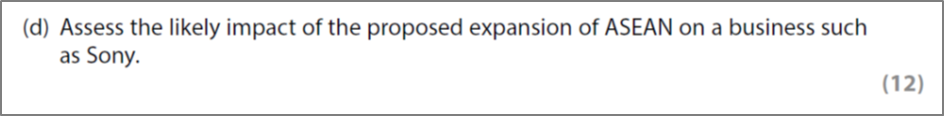 (d) Assess the likely impact of the proposed expansion of ASEAN on a business such
as Sony.
(12)